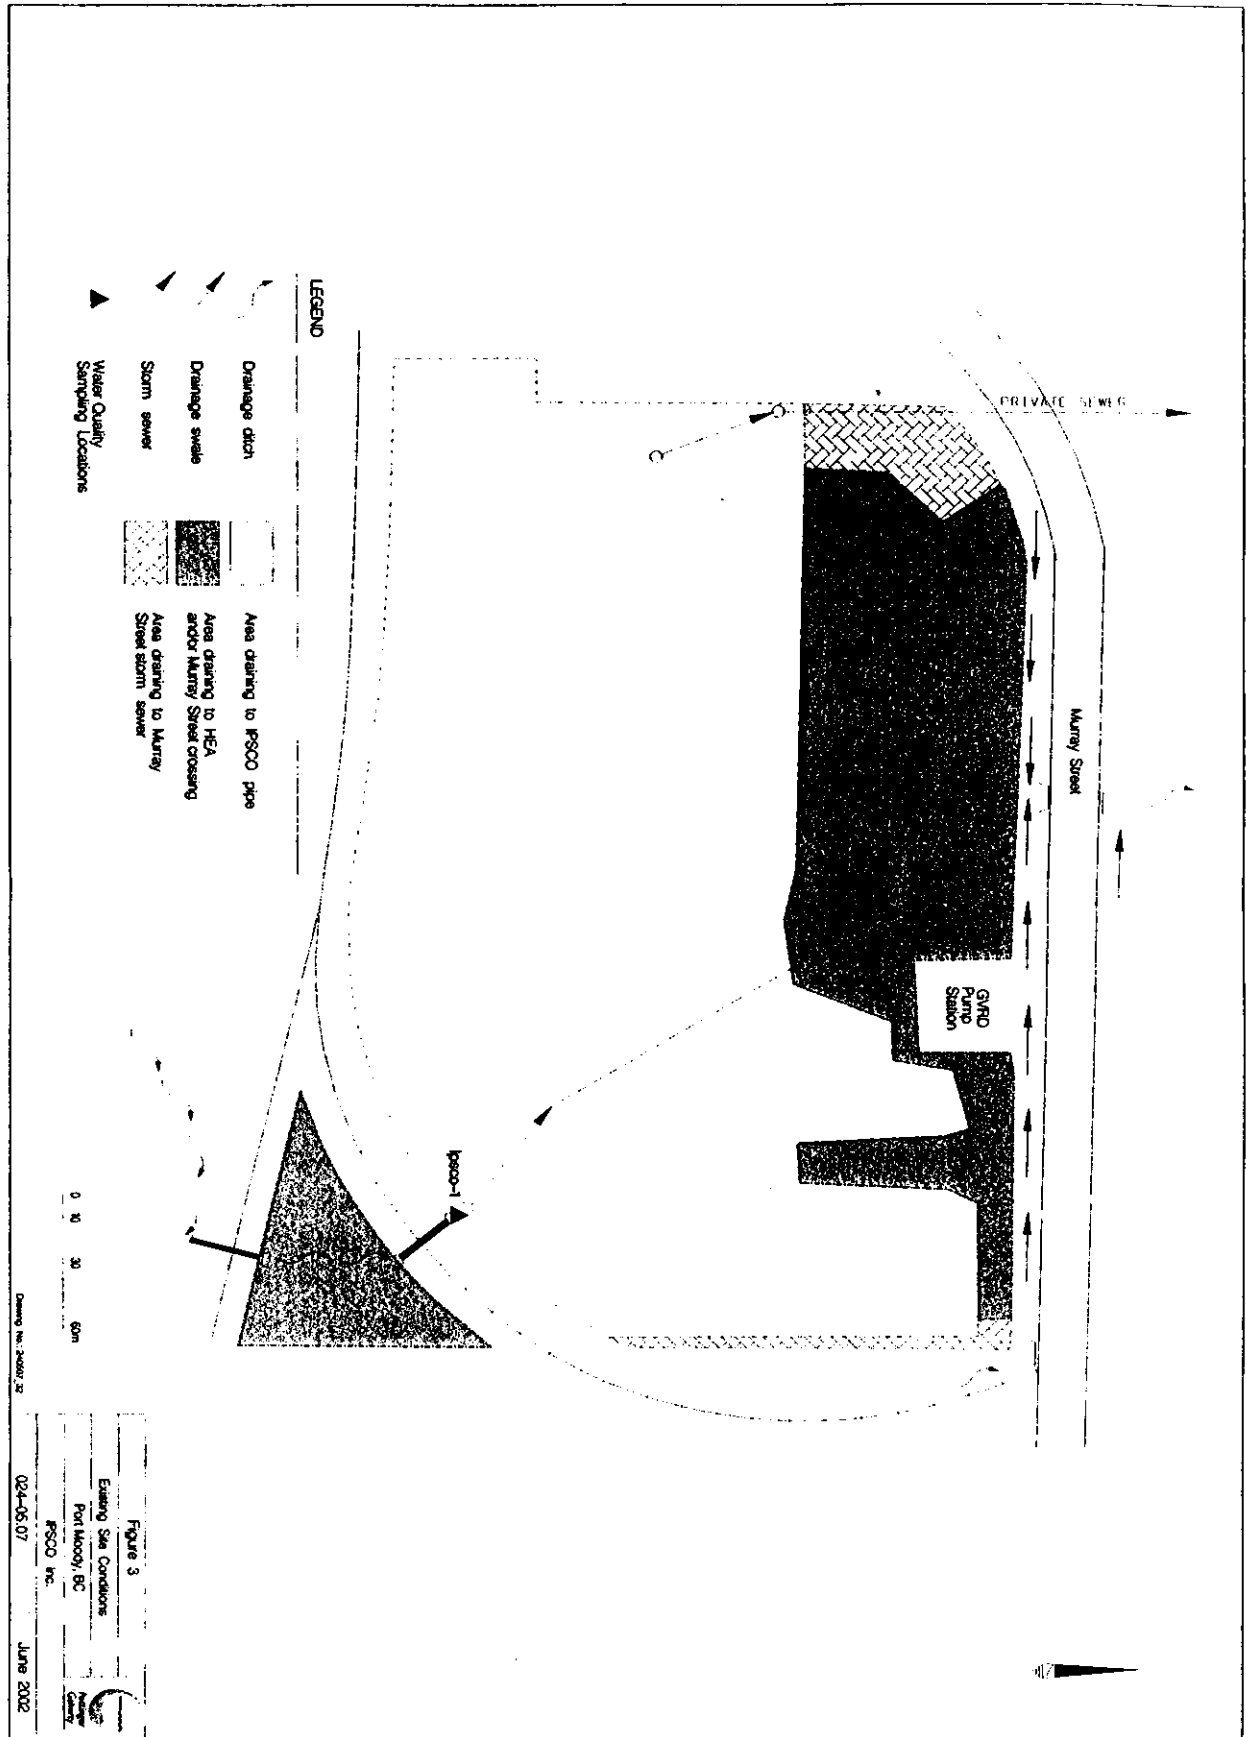 PRIVATE SEWER
Murray Street
GVRD
Pump
Station
Ipsco-1
LEGEND
Drainage ditch
Drainage swale
Storm sewer
Water Quality
Sampling Locations
Area draining to IPSCO pipe
Area draining to HEA
and/or Murray Street crossing
Area draining to Murray
Street storm sewer
0 10 30 60m
Drawing No.: 240607_32
Figure 3
Existing Site Conditions
Port Moody, BC
IPSCO Inc.
024-06.07 June 2002